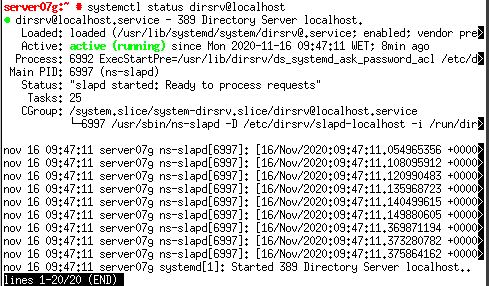 server07g:~ # systemctl status dirsrv@localhost
● dirsrv@localhost.service - 389 Directory Server localhost.
Loaded: loaded (/usr/lib/systemd/system/dirsrv@.service; enabled; vendor pre>
Active: active (running) since Mon 2020-11-16 09:47:11 WET; 8min ago
Process: 6992 ExecStartPre=/usr/lib/dirsrv/ds_systemd_ask_password_acl /etc/d>
Main PID: 6997 (ns-slapd)
Status: "slapd started: Ready to process requests"
Tasks: 25
CGroup: /system.slice/system-dirsrv.slice/dirsrv@localhost.service
└─6997 /usr/sbin/ns-slapd -D /etc/dirsrv/slapd-localhost -i /run/dir>
nov 16 09:47:11 server07g ns-slapd[6997]: [16/Nov/2020:09:47:11.054965356 +0000>
nov 16 09:47:11 server07g ns-slapd[6997]: [16/Nov/2020:09:47:11.108095912 +0000>
nov 16 09:47:11 server07g ns-slapd[6997]: [16/Nov/2020:09:47:11.120990483 +0000>
nov 16 09:47:11 server07g ns-slapd[6997]: [16/Nov/2020:09:47:11.135968723 +0000>
nov 16 09:47:11 server07g ns-slapd[6997]: [16/Nov/2020:09:47:11.140499615 +0000>
nov 16 09:47:11 server07g ns-slapd[6997]: [16/Nov/2020:09:47:11.149880605 +0000>
nov 16 09:47:11 server07g ns-slapd[6997]: [16/Nov/2020:09:47:11.369871194 +0000>
nov 16 09:47:11 server07g ns-slapd[6997]: [16/Nov/2020:09:47:11.373280782 +0000>
nov 16 09:47:11 server07g ns-slapd[6997]: [16/Nov/2020:09:47:11.375864162 +0000>
nov 16 09:47:11 server07g systemd[1]: Started 389 Directory Server localhost..
lines 1-20/20 (END)